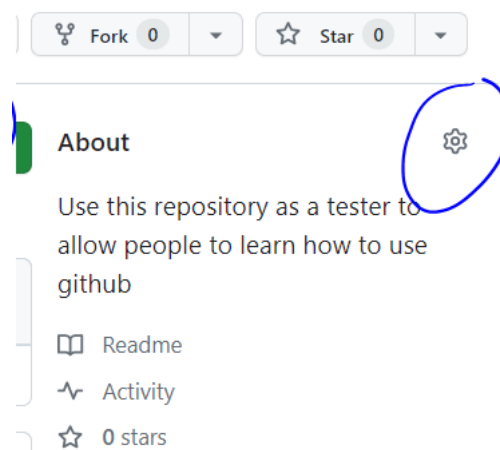 Fork 0 Star 0
About
Use this repository as a tester to
allow people to learn how to use
github
Readme
Activity
0 stars